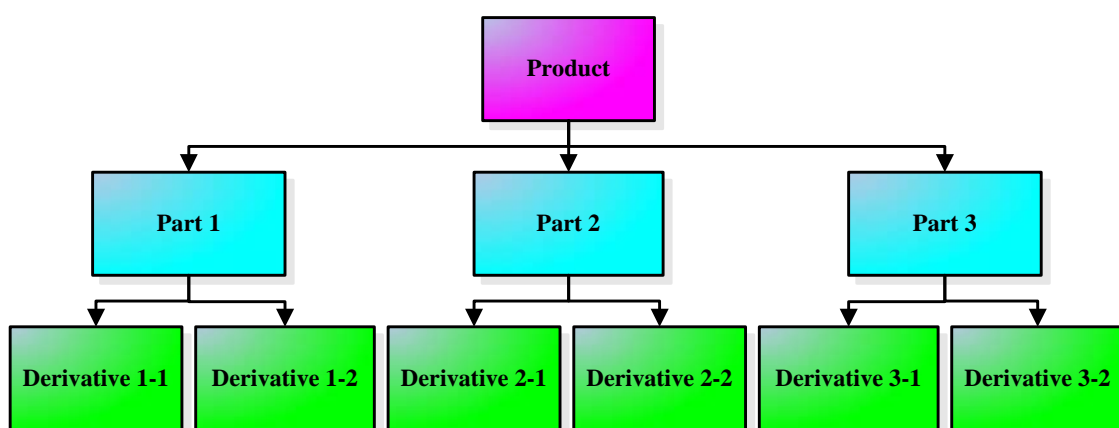 Product
Part 1
Part 2
Part 3
Derivative 1-1
Derivative 1-2
Derivative 2-1
Derivative 2-2
Derivative 3-1
Derivative 3-2